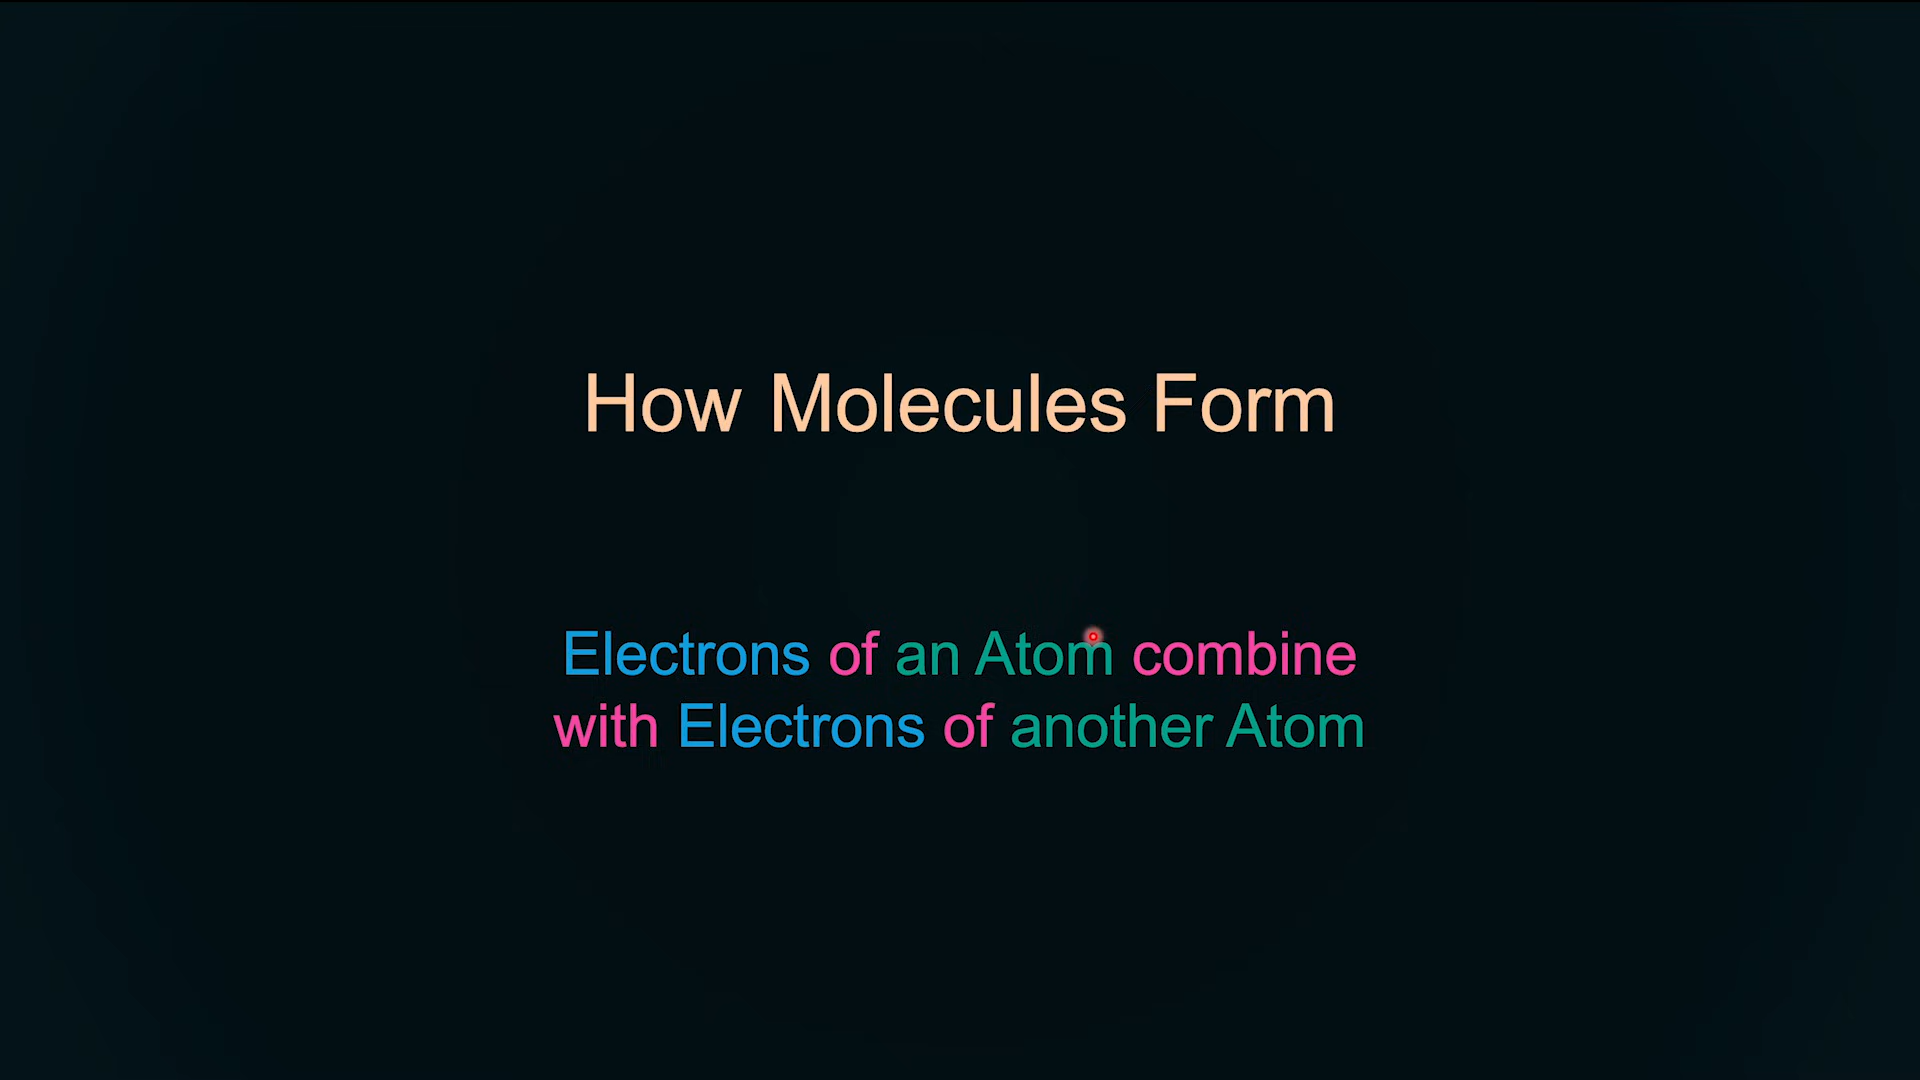 How Molecules Form
Electrons of an Atom combine
with Electrons of another Atom